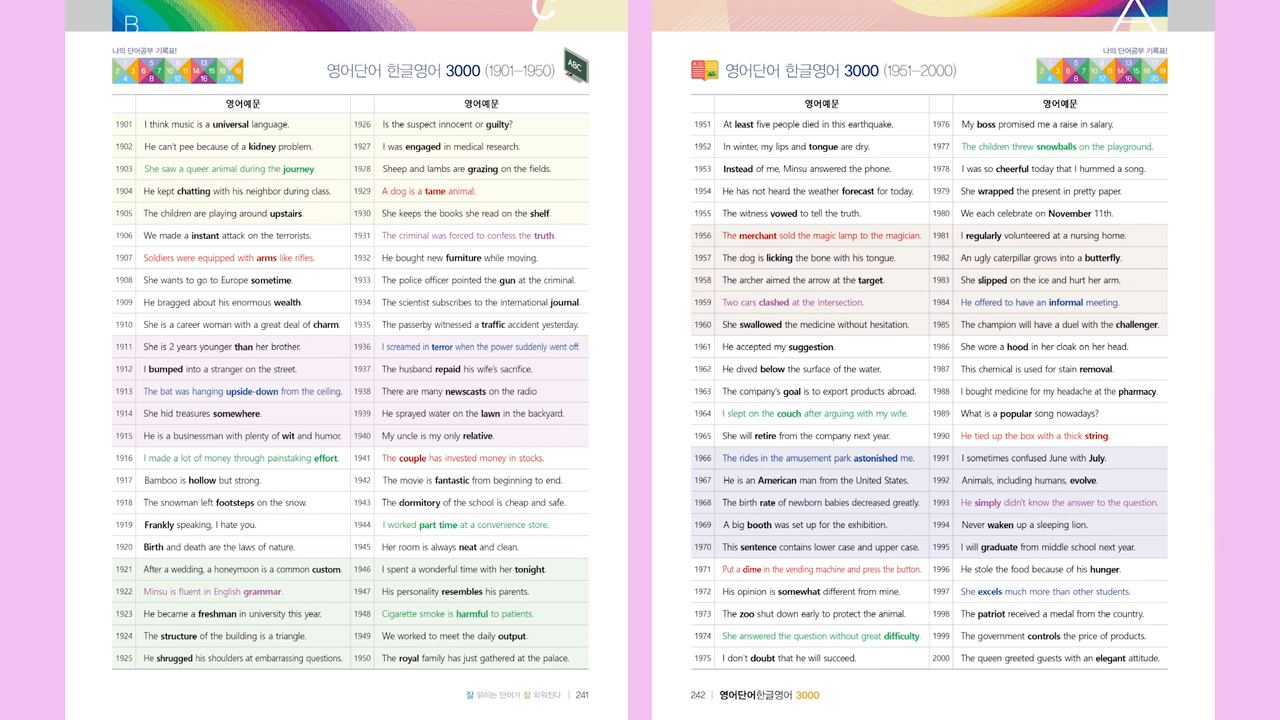 B
나의 단어공부 기록표!
2 4 5 6 7 8 9 10 11 12 13 14 15 16 17 18 19 20
영어단어 한글영어 3000 (1901–1950)
ABC
영어예문 영어예문
1901 I think music is a universal language.
1902 He can't pee because of a kidney problem.
1903 She saw a queer animal during the journey.
1904 He kept chatting with his neighbor during class.
1905 The children are playing around upstairs.
1906 We made a instant attack on the terrorists.
1907 Soldiers were equipped with arms like rifles.
1908 She wants to go to Europe sometime.
1909 He bragged about his enormous wealth.
1910 She is a career woman with a great deal of charm.
1911 She is 2 years younger than her brother.
1912 I bumped into a stranger on the street.
1913 The bat was hanging upside-down from the ceiling.
1914 She hid treasures somewhere.
1915 He is a businessman with plenty of wit and humor.
1916 I made a lot of money through painstaking effort.
1917 Bamboo is hollow but strong.
1918 The snowman left footsteps on the snow.
1919 Frankly speaking, I hate you.
1920 Birth and death are the laws of nature.
1921 After a wedding, a honeymoon is a common custom.
1922 Minsu is fluent in English grammar.
1923 He became a freshman in university this year.
1924 The structure of the building is a triangle.
1925 He shrugged his shoulders at embarrassing questions.
1926 Is the suspect innocent or guilty?
1927 I was engaged in medical research.
1928 Sheep and lambs are grazing on the fields.
1929 A dog is a tame animal.
1930 She keeps the books she read on the shelf.
1931 The criminal was forced to confess the truth.
1932 He bought new furniture while moving.
1933 The police officer pointed the gun at the criminal.
1934 The scientist subscribes to the international journal.
1935 The passerby witnessed a traffic accident yesterday.
1936 I screamed in terror when the power suddenly went off.
1937 The husband repaid his wife's sacrifice.
1938 There are many newscasts on the radio
1939 He sprayed water on the lawn in the backyard.
1940 My uncle is my only relative.
1941 The couple has invested money in stocks.
1942 The movie is fantastic from beginning to end.
1943 The dormitory of the school is cheap and safe.
1944 I worked part time at a convenience store.
1945 Her room is always neat and clean.
1946 I spent a wonderful time with her tonight.
1947 His personality resembles his parents.
1948 Cigarette smoke is harmful to patients.
1949 We worked to meet the daily output.
1950 The royal family has just gathered at the palace.
잘 읽히는 단어가 잘 외워진다 | 241
나의 단어공부 기록표!
영어단어 한글영어 3000 (1951–2000)
영어예문 영어예문
1951 At least five people died in this earthquake.
1952 In winter, my lips and tongue are dry.
1953 Instead of me, Minsu answered the phone.
1954 He has not heard the weather forecast for today.
1955 The witness vowed to tell the truth.
1956 The merchant sold the magic lamp to the magician.
1957 The dog is licking the bone with his tongue.
1958 The archer aimed the arrow at the target.
1959 Two cars clashed at the intersection.
1960 She swallowed the medicine without hesitation.
1961 He accepted my suggestion.
1962 He dived below the surface of the water.
1963 The company's goal is to export products abroad.
1964 I slept on the couch after arguing with my wife.
1965 She will retire from the company next year.
1966 The rides in the amusement park astonished me.
1967 He is an American man from the United States.
1968 The birth rate of newborn babies decreased greatly.
1969 A big booth was set up for the exhibition.
1970 This sentence contains lower case and upper case.
1971 Put a dime in the vending machine and press the button.
1972 His opinion is somewhat different from mine.
1973 The zoo shut down early to protect the animal.
1974 She answered the question without great difficulty.
1975 I don't doubt that he will succeed.
1976 My boss promised me a raise in salary.
1977 The children threw snowballs on the playground.
1978 I was so cheerful today that I hummed a song.
1979 She wrapped the present in pretty paper.
1980 We each celebrate on November 11th.
1981 I regularly volunteered at a nursing home.
1982 An ugly caterpillar grows into a butterfly.
1983 She slipped on the ice and hurt her arm.
1984 He offered to have an informal meeting.
1985 The champion will have a duel with the challenger.
1986 She wore a hood in her cloak on her head.
1987 This chemical is used for stain removal.
1988 I bought medicine for my headache at the pharmacy.
1989 What is a popular song nowadays?
1990 He tied up the box with a thick string.
1991 I sometimes confused June with July.
1992 Animals, including humans, evolve.
1993 He simply didn't know the answer to the question.
1994 Never waken up a sleeping lion.
1995 I will graduate from middle school next year.
1996 He stole the food because of his hunger.
1997 She excels much more than other students.
1998 The patriot received a medal from the country.
1999 The government controls the price of products.
2000 The queen greeted guests with an elegant attitude.
242 | 영어단어한글영어 3000